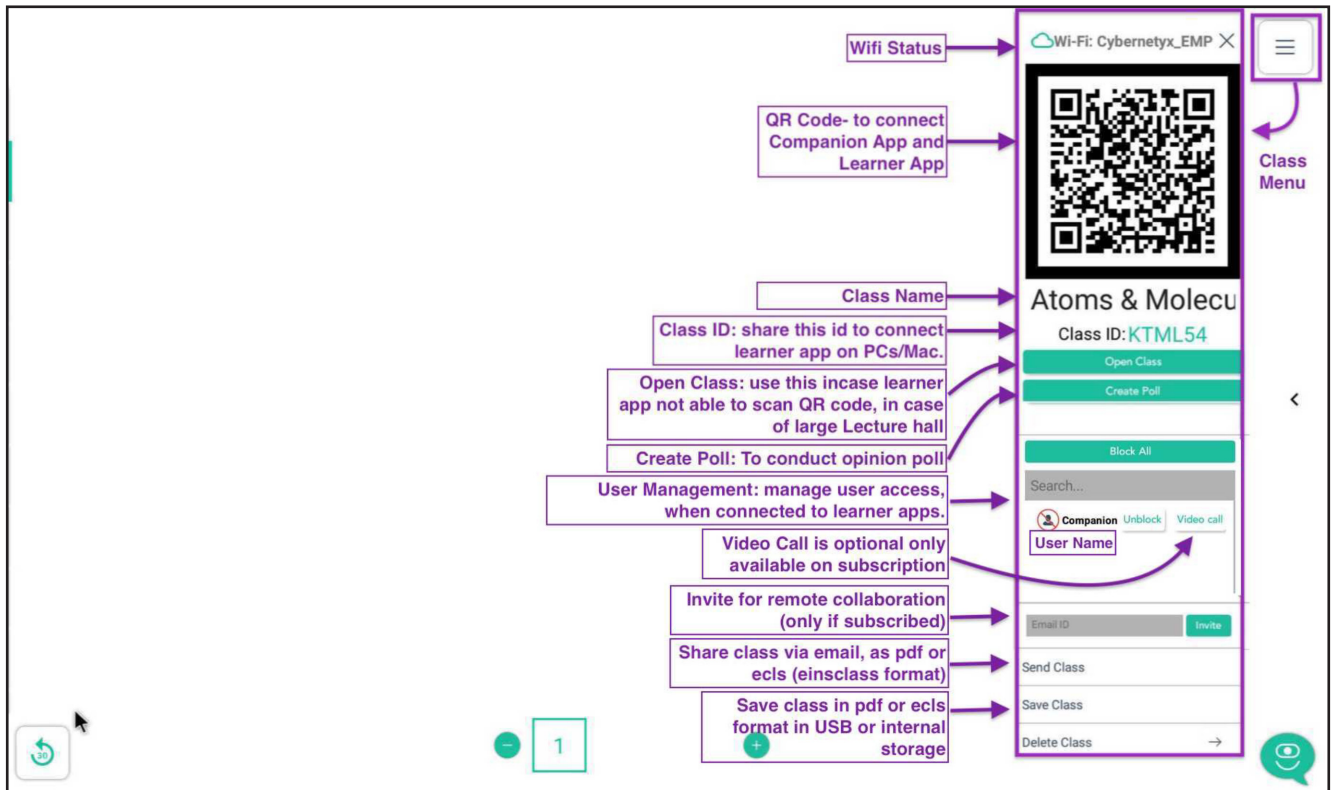 Wifi Status
Wi-Fi: Cybernetyx_EMP
QR Code- to connect
Companion App and
Learner App
Class
Menu
Class Name
Atoms & Molecu
Class ID: share this id to connect
learner app on PCs/Mac.
Class ID: KTML54
Open Class
Open Class: use this incase learner
app not able to scan QR code, in case
of large Lecture hall
Create Poll
Create Poll: To conduct opinion poll
Block All
User Management: manage user access,
when connected to learner apps.
Search...
Companion Unblock Video call
User Name
Video Call is optional only
available on subscription
Invite for remote collaboration
(only if subscribed)
Email ID Invite
Share class via email, as pdf or
ecls (einsclass format)
Send Class
Save class in pdf or ecls
format in USB or internal
storage
Save Class
Delete Class
30
1